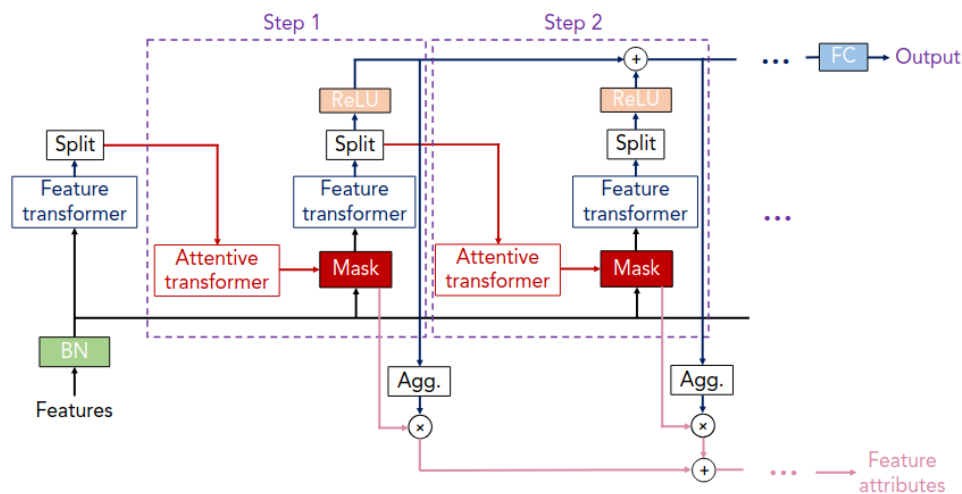 Step 1
Step 2
... FC Output
ReLU
+
ReLU
Split
Split
Split
Feature
transformer
Feature
transformer
Feature
transformer
...
Attentive
transformer
Mask
Attentive
transformer
Mask
BN
Agg.
Agg.
Features
×
×
+
... Feature
attributes